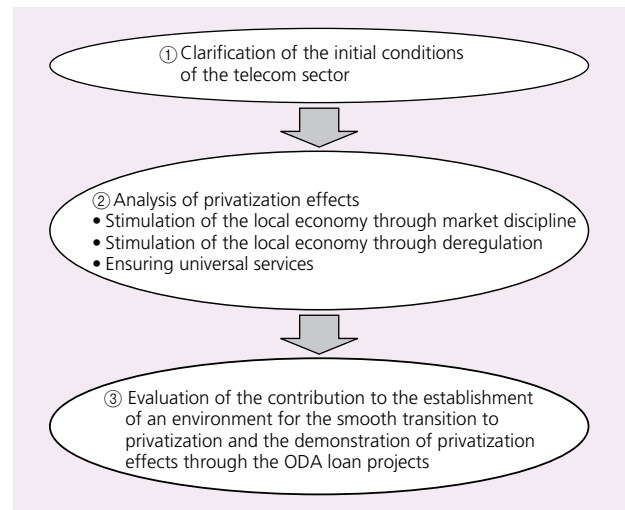 ① Clarification of the initial conditions
of the telecom sector
② Analysis of privatization effects
• Stimulation of the local economy through market discipline
• Stimulation of the local economy through deregulation
• Ensuring universal services
③ Evaluation of the contribution to the establishment
of an environment for the smooth transition to
privatization and the demonstration of privatization
effects through the ODA loan projects